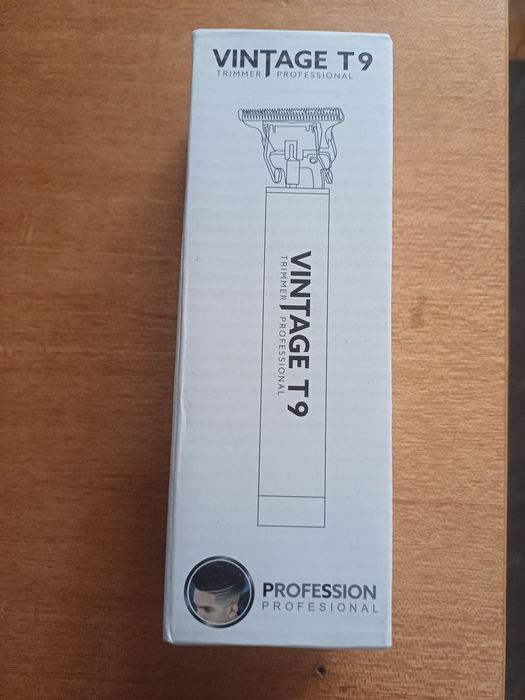 VINTAGE T9
TRIMMER PROFESSIONAL
VINTAGE T9
TRIMMER PROFESSIONAL
PROFESSION
PROFESIONAL